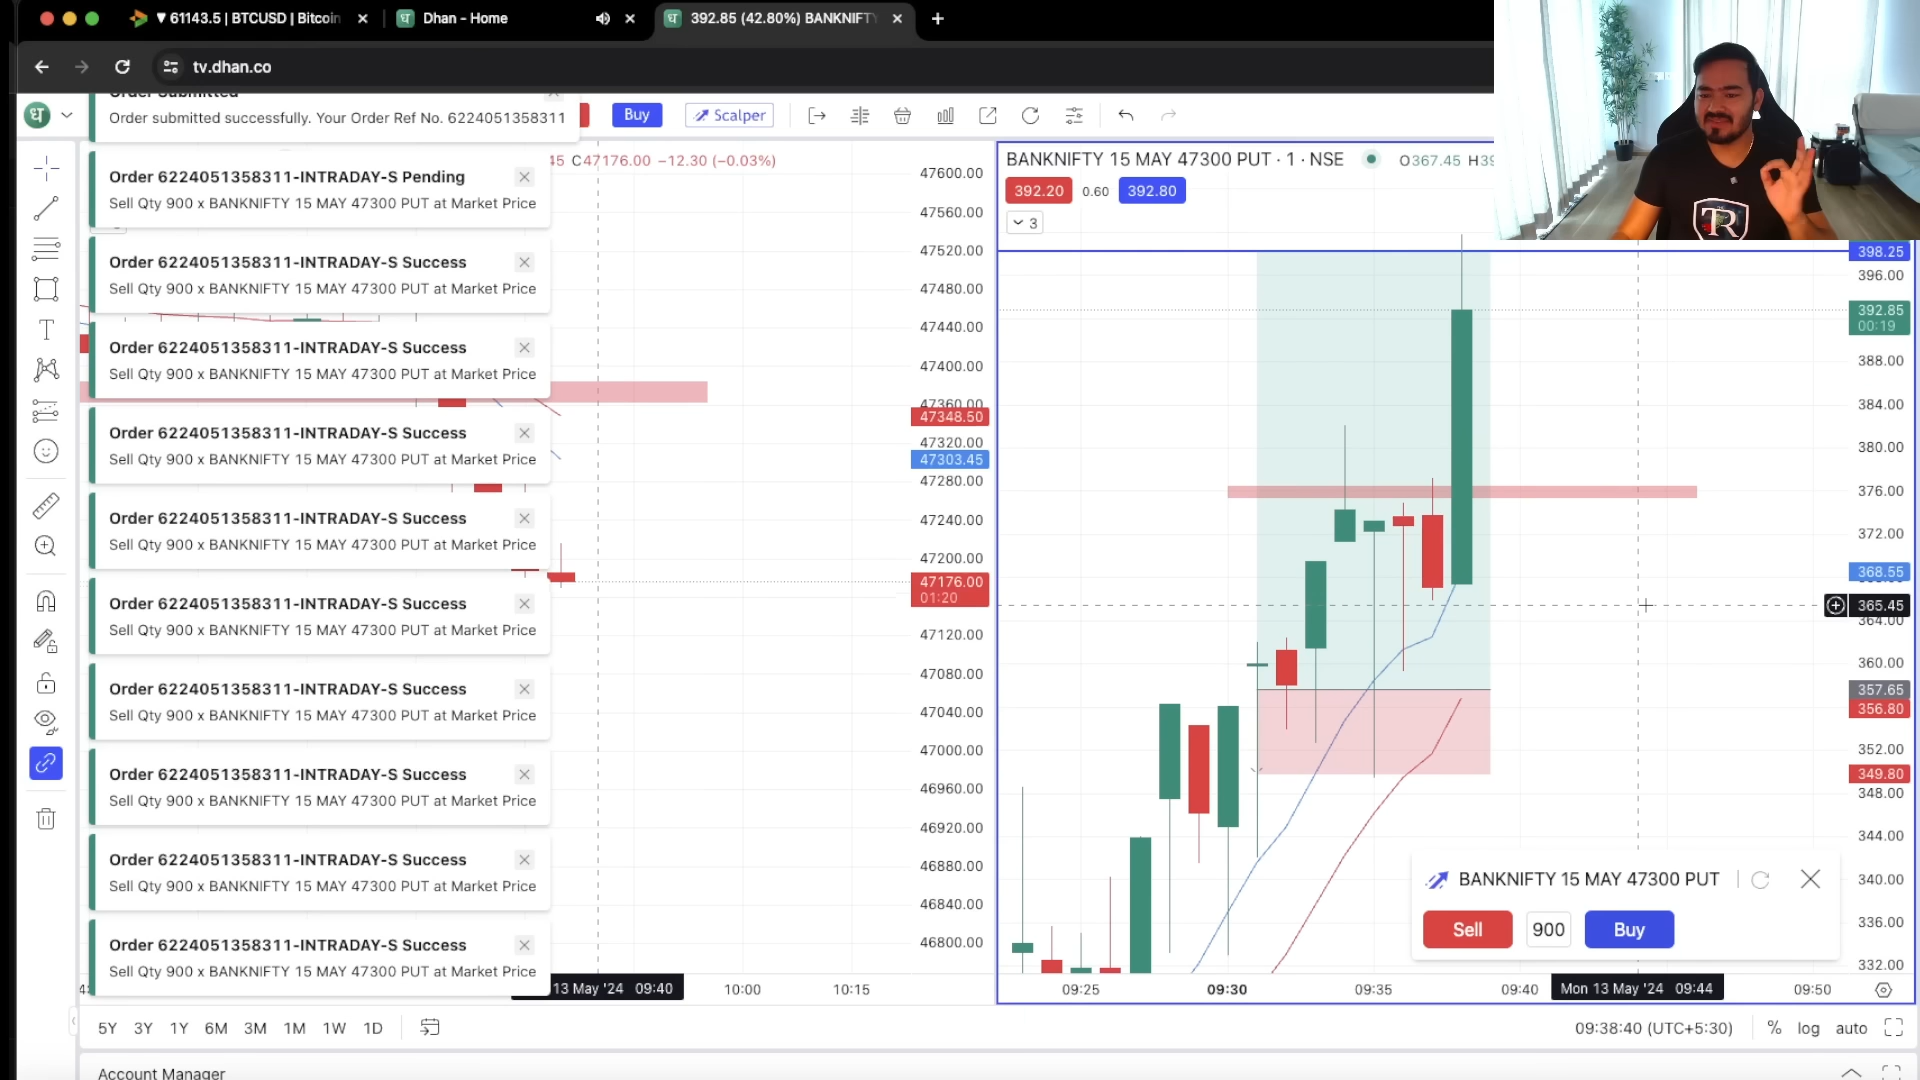 ▼ 61143.5 | BTCUSD | Bitcoin
Dhan - Home
392.85 (42.80%) BANKNIFT
tv.dhan.co
Order Submitted
Order submitted successfully. Your Order Ref No. 6224051358311
Buy
Scalper
Order 6224051358311-INTRADAY-S Pending
Sell Qty 900 x BANKNIFTY 15 MAY 47300 PUT at Market Price
Order 6224051358311-INTRADAY-S Success
Sell Qty 900 x BANKNIFTY 15 MAY 47300 PUT at Market Price
Order 6224051358311-INTRADAY-S Success
Sell Qty 900 x BANKNIFTY 15 MAY 47300 PUT at Market Price
Order 6224051358311-INTRADAY-S Success
Sell Qty 900 x BANKNIFTY 15 MAY 47300 PUT at Market Price
Order 6224051358311-INTRADAY-S Success
Sell Qty 900 x BANKNIFTY 15 MAY 47300 PUT at Market Price
Order 6224051358311-INTRADAY-S Success
Sell Qty 900 x BANKNIFTY 15 MAY 47300 PUT at Market Price
Order 6224051358311-INTRADAY-S Success
Sell Qty 900 x BANKNIFTY 15 MAY 47300 PUT at Market Price
Order 6224051358311-INTRADAY-S Success
Sell Qty 900 x BANKNIFTY 15 MAY 47300 PUT at Market Price
Order 6224051358311-INTRADAY-S Success
Sell Qty 900 x BANKNIFTY 15 MAY 47300 PUT at Market Price
Order 6224051358311-INTRADAY-S Success
Sell Qty 900 x BANKNIFTY 15 MAY 47300 PUT at Market Price
45 C47176.00 −12.30 (−0.03%)
47600.00
47560.00
47520.00
47480.00
47440.00
47400.00
47360.00
47348.50
47320.00
47303.45
47280.00
47240.00
47200.00
47176.00
01:20
47120.00
47080.00
47040.00
47000.00
46960.00
46920.00
46880.00
46840.00
46800.00
13 May '24 09:40
10:00
10:15
BANKNIFTY 15 MAY 47300 PUT · 1 · NSE
O367.45 H39
392.20
0.60
392.80
3
TR
398.25
396.00
392.85
00:19
388.00
384.00
380.00
376.00
372.00
368.55
365.45
364.00
360.00
357.65
356.80
352.00
349.80
348.00
344.00
340.00
336.00
332.00
BANKNIFTY 15 MAY 47300 PUT
Sell
900
Buy
09:25
09:30
09:35
09:40
Mon 13 May '24 09:44
09:50
5Y 3Y 1Y 6M 3M 1M 1W 1D
09:38:40 (UTC+5:30)
% log auto
Account Manager